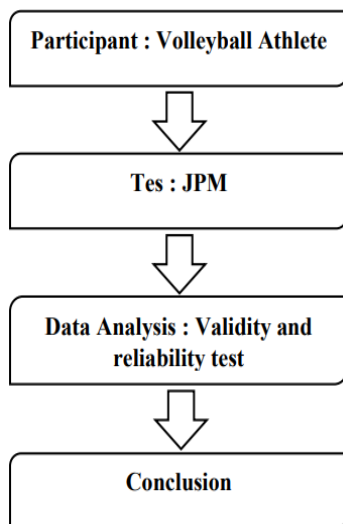 Participant : Volleyball Athlete
Tes : JPM
Data Analysis : Validity and
reliability test
Conclusion